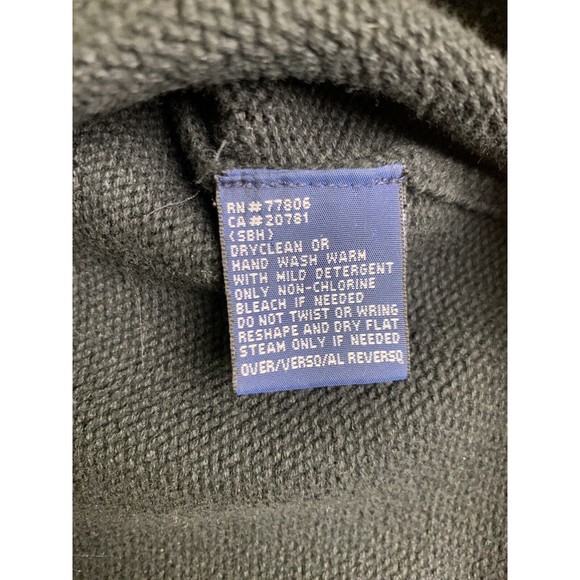 RN#77806
CA#20781
(SBH)
DRYCLEAN OR
HAND WASH WARM
WITH MILD DETERGENT
ONLY NON-CHLORINE
BLEACH IF NEEDED
DO NOT TWIST OR WRING
RESHAPE AND DRY FLAT
STEAM ONLY IF NEEDED
OVER/VERSO/AL REVERSO